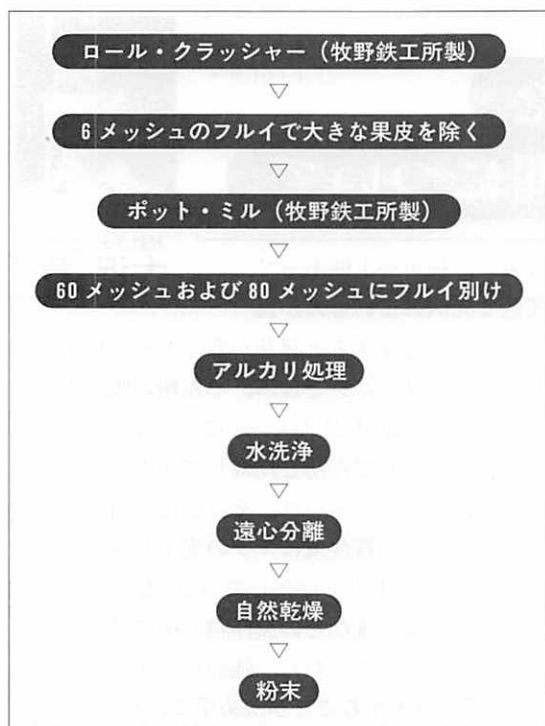 ロール・クラッシャー（牧野鉄工所製）
▽
6メッシュのフルイで大きな果皮を除く
▽
ポット・ミル（牧野鉄工所製）
▽
60メッシュおよび80メッシュにフルイ別け
▽
アルカリ処理
▽
水洗浄
▽
遠心分離
▽
自然乾燥
▽
粉末